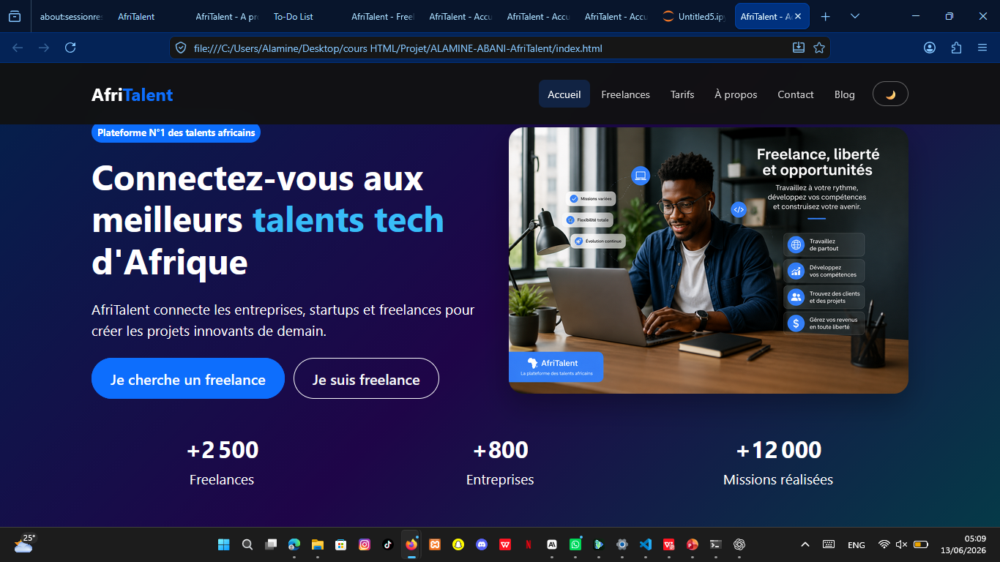 about:sessionre
AfriTalent
AfriTalent - A pro
To-Do List
AfriTalent - Freel
AfriTalent - Accu
AfriTalent - Accu
AfriTalent - Accu
Untitled5.ipy
AfriTalent - Ac
file:///C:/Users/Alamine/Desktop/cours HTML/Projet/ALAMINE-ABANI-AfriTalent/index.html
AfriTalent
Accueil
Freelances
Tarifs
À propos
Contact
Blog
Plateforme N°1 des talents africains
Connectez-vous aux
meilleurs talents tech
d'Afrique
AfriTalent connecte les entreprises, startups et freelances pour
créer les projets innovants de demain.
Je cherche un freelance
Je suis freelance
Freelance, liberté
et opportunités
Travaillez à votre rythme,
développez vos compétences
et construisez votre avenir.
Missions variées
Flexibilité totale
Évolution continue
Travaillez
de partout
Développez
vos compétences
Trouvez des clients
et des projets
Gérez vos revenus
en toute liberté
AfriTalent
La plateforme des talents africains
+2 500
Freelances
+800
Entreprises
+12 000
Missions réalisées
25°
ENG
05:09
13/06/2026